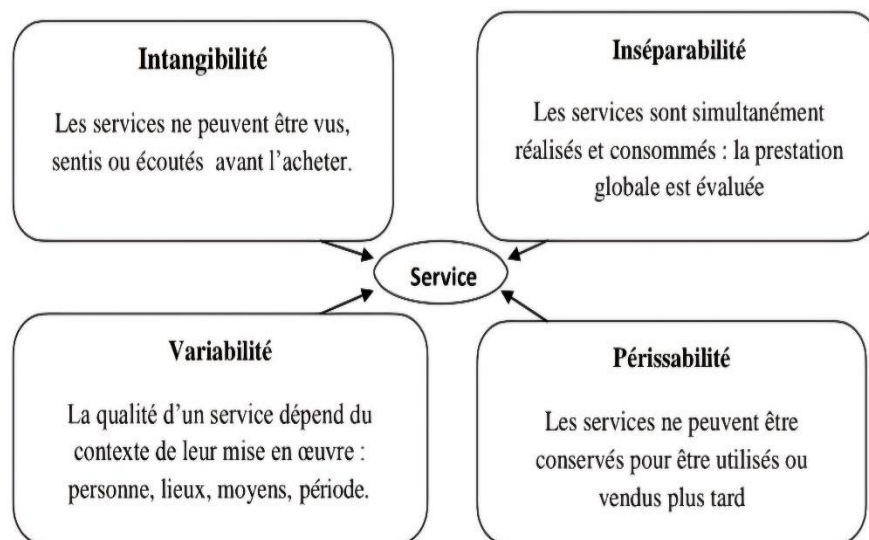 Intangibilité
Les services ne peuvent être vus,
sentis ou écoutés avant l’acheter.
Inséparabilité
Les services sont simultanément
réalisés et consommés : la prestation
globale est évaluée
Service
Variabilité
La qualité d’un service dépend du
contexte de leur mise en œuvre :
personne, lieux, moyens, période.
Périssabilité
Les services ne peuvent être
conservés pour être utilisés ou
vendus plus tard